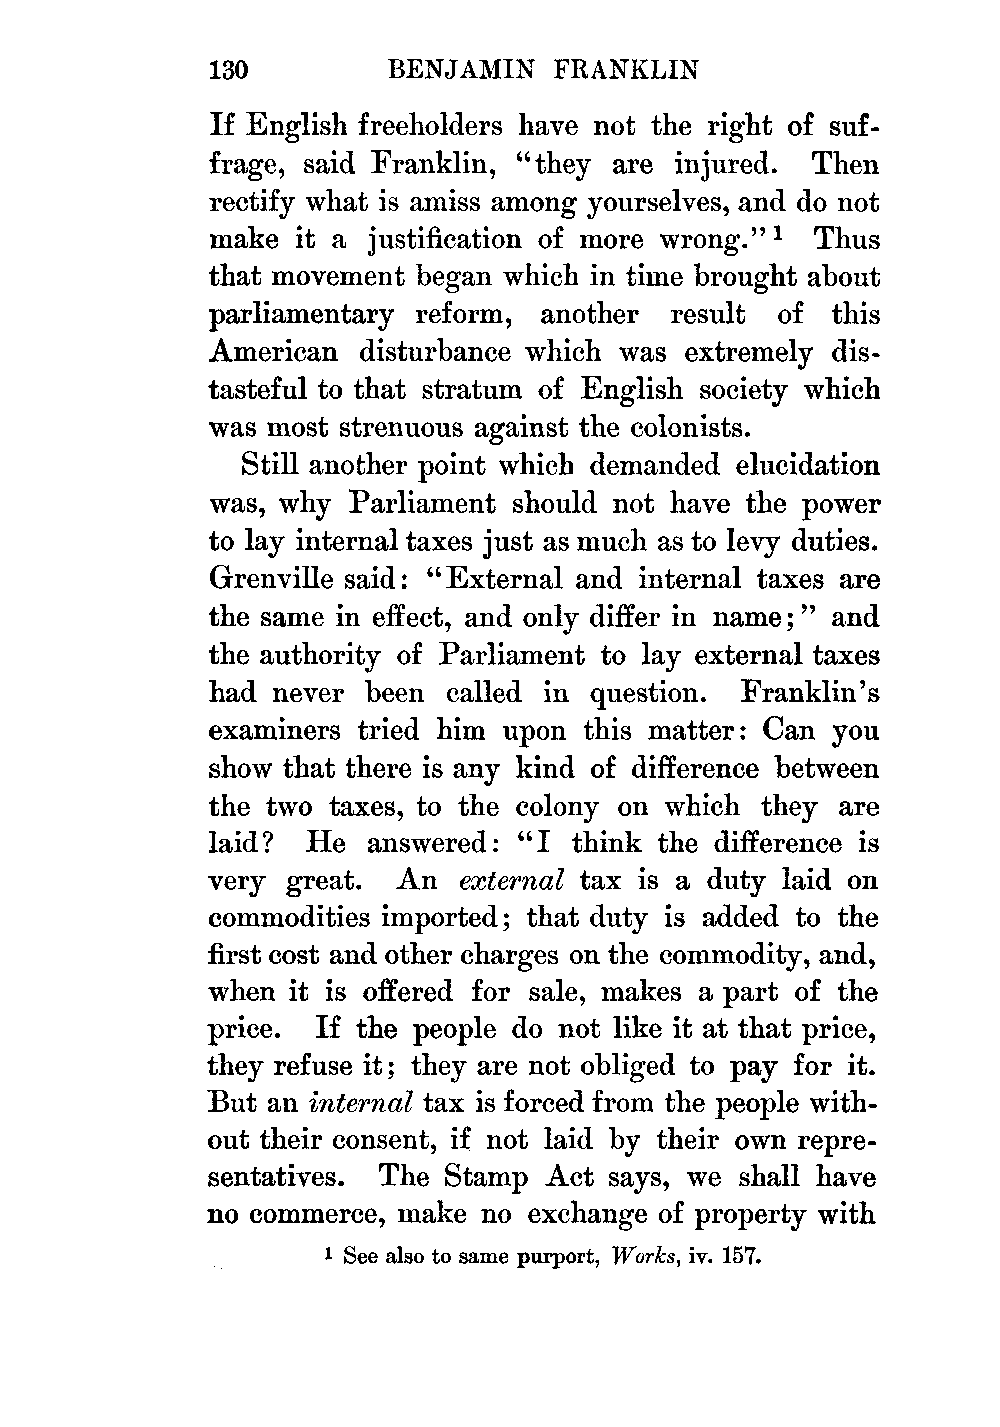 130 BENJAMIN FRANKLIN
If English freeholders have not the right of suf-
frage, said Franklin, “they are injured. Then
rectify what is amiss among yourselves, and do not
make it a justification of more wrong.” 1 Thus
that movement began which in time brought about
parliamentary reform, another result of this
American disturbance which was extremely dis-
tasteful to that stratum of English society which
was most strenuous against the colonists.
Still another point which demanded elucidation
was, why Parliament should not have the power
to lay internal taxes just as much as to levy duties.
Grenville said: “External and internal taxes are
the same in effect, and only differ in name;” and
the authority of Parliament to lay external taxes
had never been called in question. Franklin’s
examiners tried him upon this matter: Can you
show that there is any kind of difference between
the two taxes, to the colony on which they are
laid? He answered: “I think the difference is
very great. An external tax is a duty laid on
commodities imported; that duty is added to the
first cost and other charges on the commodity, and,
when it is offered for sale, makes a part of the
price. If the people do not like it at that price,
they refuse it; they are not obliged to pay for it.
But an internal tax is forced from the people with-
out their consent, if not laid by their own repre-
sentatives. The Stamp Act says, we shall have
no commerce, make no exchange of property with
1 See also to same purport, Works, iv. 157.